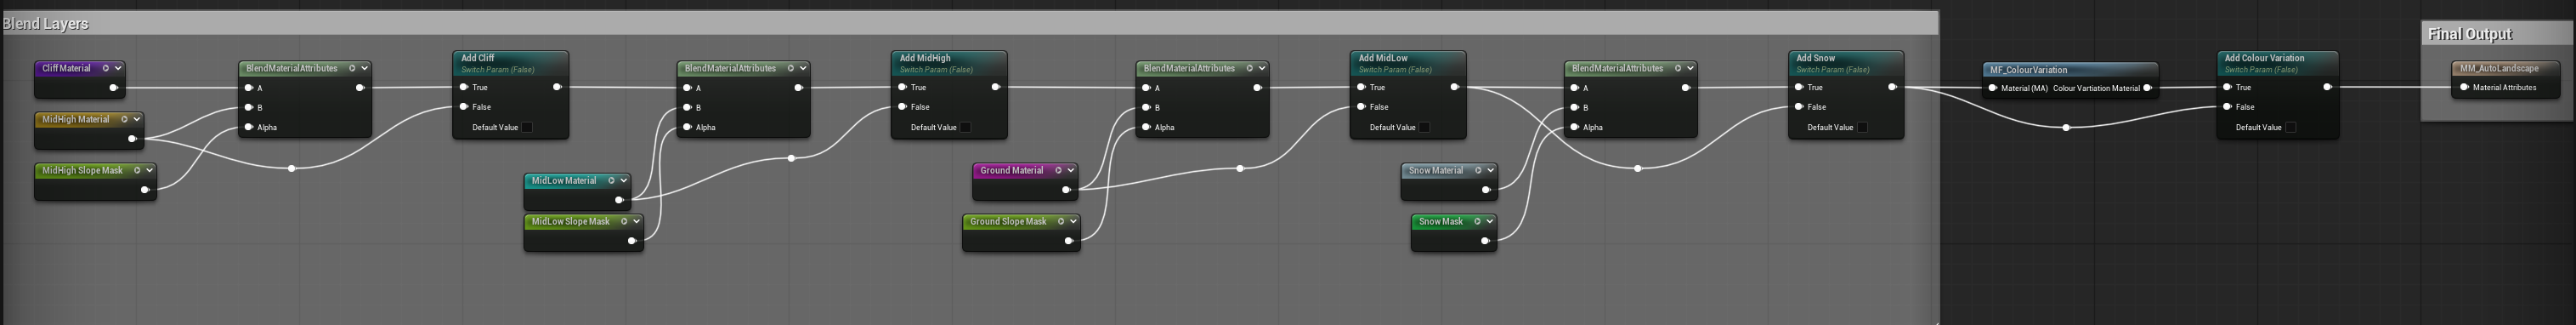 Blend Layers
Cliff Material
MidHigh Material
MidHigh Slope Mask
BlendMaterialAttributes
A
B
Alpha
Add Cliff
Switch Param (False)
True
False
Default Value
MidLow Material
MidLow Slope Mask
BlendMaterialAttributes
A
B
Alpha
Add MidHigh
Switch Param (False)
True
False
Default Value
Ground Material
Ground Slope Mask
BlendMaterialAttributes
A
B
Alpha
Add MidLow
Switch Param (False)
True
False
Default Value
Snow Material
Snow Mask
BlendMaterialAttributes
A
B
Alpha
Add Snow
Switch Param (False)
True
False
Default Value
MF_ColourVariation
Material (MA) Colour Vartiation Material
Add Colour Variation
Switch Param (False)
True
False
Default Value
Final Output
MM_AutoLandscape
Material Attributes